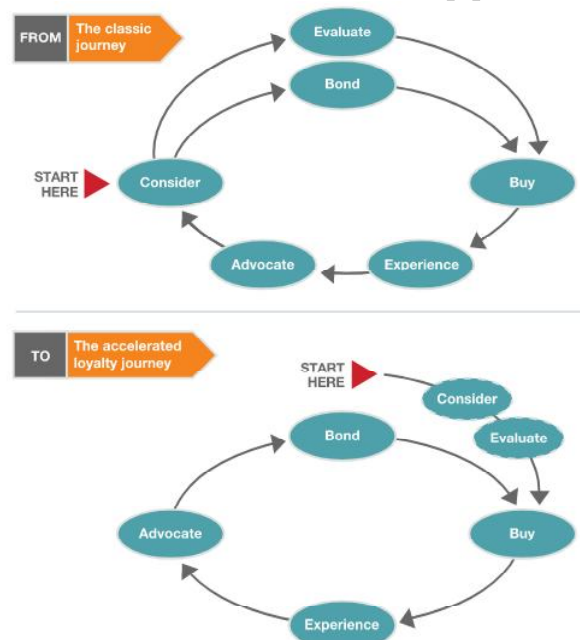 FROM
The classic
journey
Evaluate
Bond
START
HERE
Consider
Buy
Advocate
Experience
TO
The accelerated
loyalty journey
START
HERE
Consider
Evaluate
Bond
Advocate
Buy
Experience